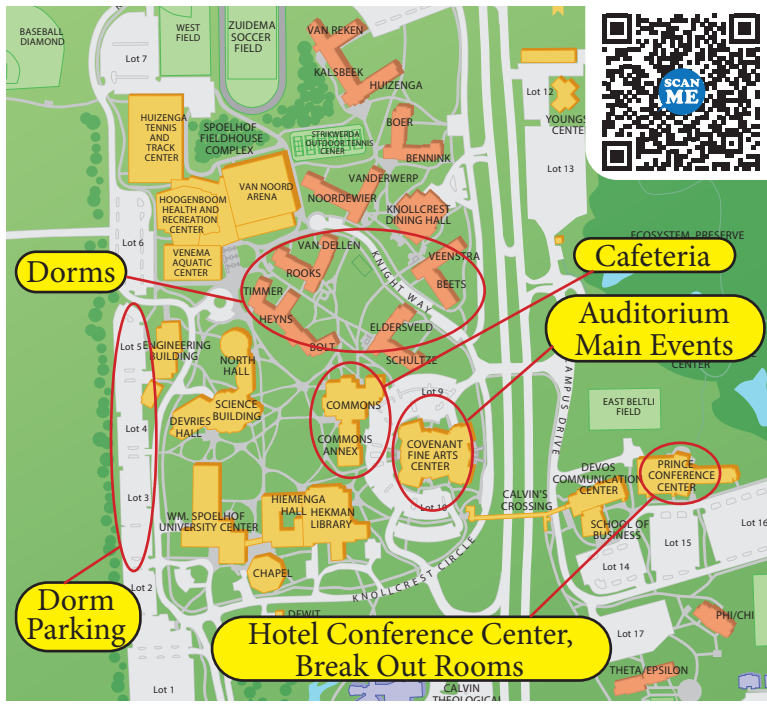 BASEBALL
DIAMOND
WEST
FIELD
ZUIDEMA
SOCCER
FIELD
VAN REKEN
KALSBEEK
HUIZENGA
Lot 7
SCAN
ME
Lot 12
Lot 13
HUIZENGA
TENNIS
AND
TRACK
CENTER
SPOELHOF
FIELDHOUSE
COMPLEX
STRIKWERDA
OUTDOOR TENNIS
CENER
BOER
BENNINK
VANDERWERP
NOORDEWIER
VAN NOORD
ARENA
HOOGENBOOM
HEALTH AND
RECREATION
CENTER
KNOLLCREST
DINING HALL
Lot 6
VENEMA
AQUATIC
CENTER
ECOSYSTEM PRESERVE
Cafeteria
Dorms
VAN DELLEN
ROOKS
TIMMER
HEYNS
BOLT
KNIGHT WAY
VEENSTRA
BEETS
ELDERSVELD
SCHULTZE
Auditorium
Main Events
CENTER
Lot 5
ENGINEERING
BUILDING
NORTH
HALL
SCIENCE
BUILDING
DEVRIES
HALL
Lot 4
COMMONS
COMMONS
ANNEX
Lot 9
COVENANT
FINE ARTS
CENTER
Lot 10
EAST BELTLI
FIELD
AMPUS DRIVE
DEVOS
COMMUNICATION
CENTER
PRINCE
CONFERENCE
CENTER
CALVIN'S
CROSSING
SCHOOL OF
BUSINESS
Lot 3
WM. SPOELHOF
UNIVERSITY CENTER
HIEMENGA
HALL
HEKMAN
LIBRARY
CHAPEL
KNOLLCREST CIRCLE
Lot 14
Lot 15
Lot 16
Lot 2
Dorm
Parking
DEWIT
Hotel Conference Center,
Break Out Rooms
Lot 17
PHI/CHI
THETA/EPSILON
Lot 1
CALVIN
THEOLOGICAL